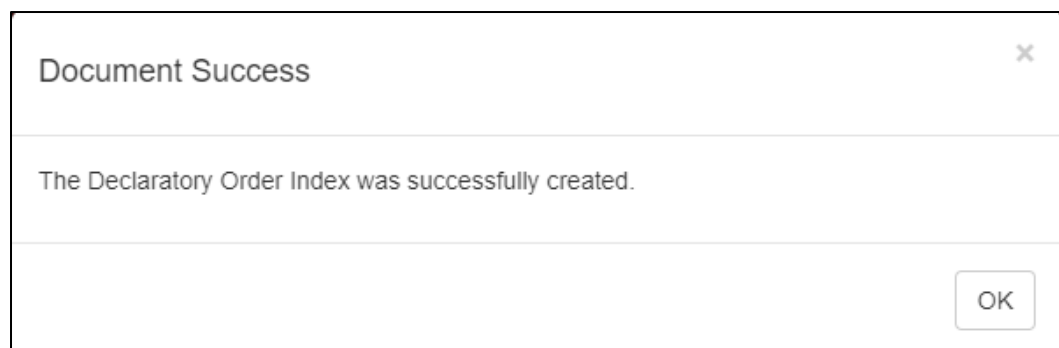 Document Success
×
The Declaratory Order Index was successfully created.
OK